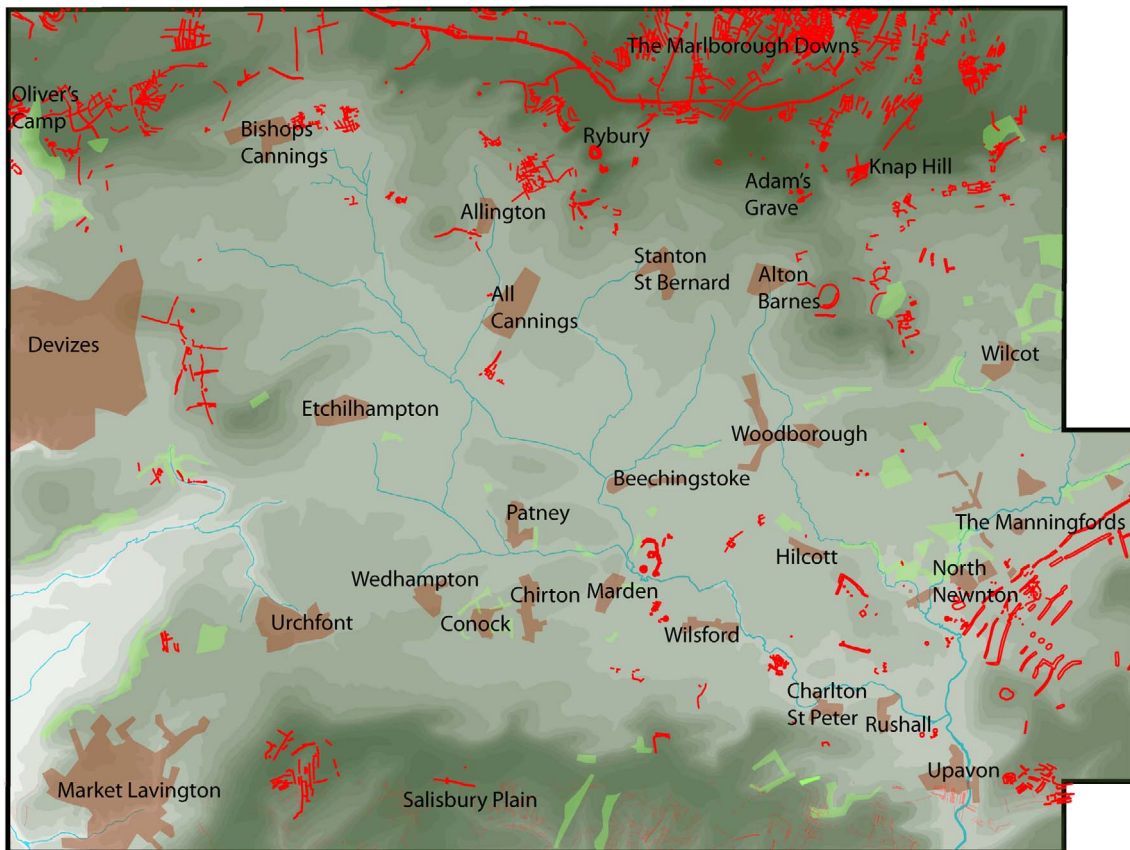 The Marlborough Downs
Oliver's
Camp
Bishops
Cannings
Rybury
Knap Hill
Adam's
Grave
Allington
Stanton
St Bernard
Alton
Barnes
All
Cannings
Devizes
Wilcot
Etchilhampton
Woodborough
Beechingstoke
Patney
The Manningfords
Hilcott
North
Newnton
Wedhampton
Chirton
Marden
Urchfont
Conock
Wilsford
Charlton
St Peter
Rushall
Upavon
Market Lavington
Salisbury Plain